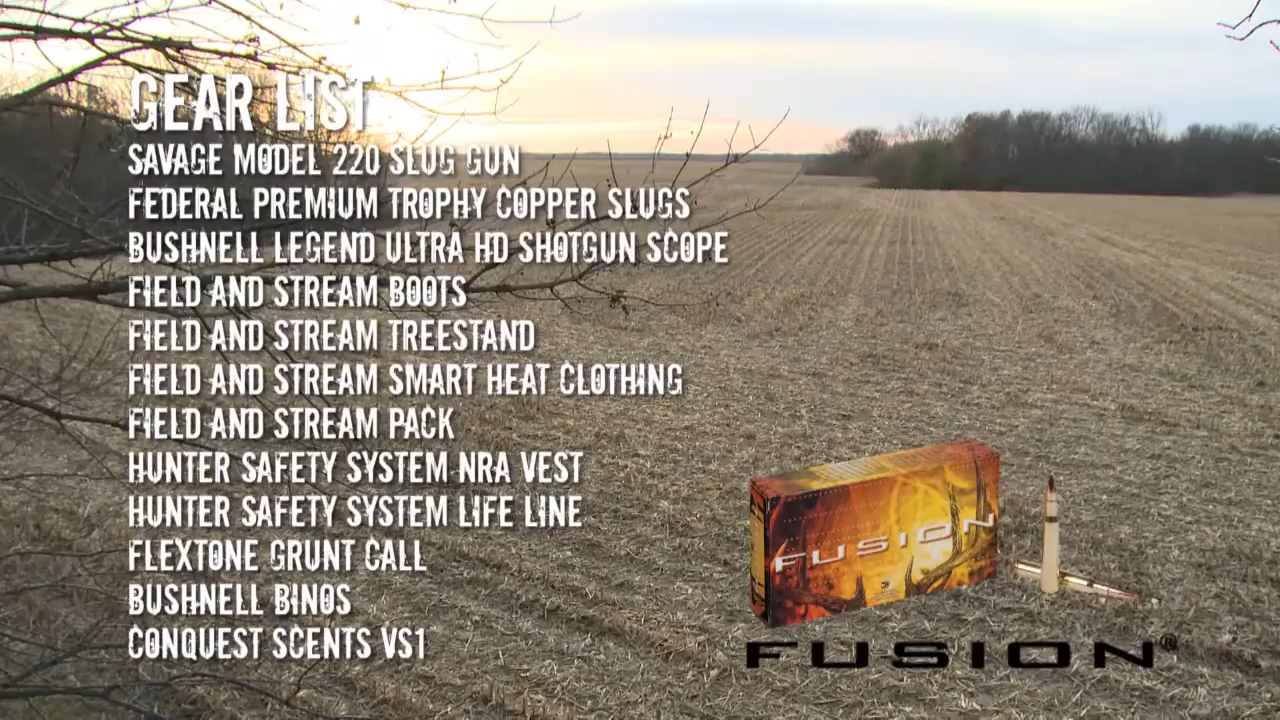 GEAR LIST
SAVAGE MODEL 220 SLUG GUN
FEDERAL PREMIUM TROPHY COPPER SLUGS
BUSHNELL LEGEND ULTRA HD SHOTGUN SCOPE
FIELD AND STREAM BOOTS
FIELD AND STREAM TREESTAND
FIELD AND STREAM SMART HEAT CLOTHING
FIELD AND STREAM PACK
HUNTER SAFETY SYSTEM NRA VEST
HUNTER SAFETY SYSTEM LIFE LINE
FLEXTONE GRUNT CALL
BUSHNELL BINOS
CONQUEST SCENTS VS1
FUSION
FUSION®